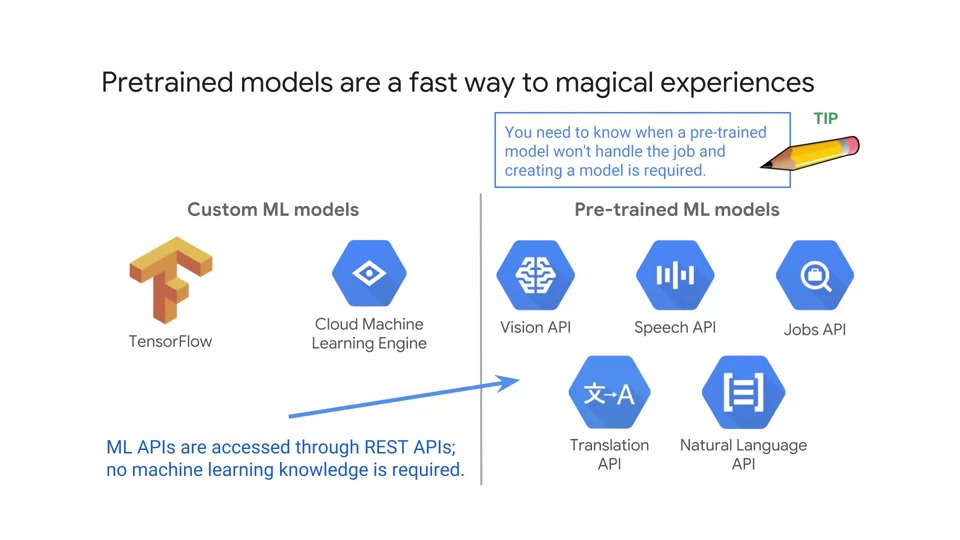 Pretrained models are a fast way to magical experiences
TIP
You need to know when a pre-trained
model won't handle the job and
creating a model is required.
Custom ML models
Pre-trained ML models
TensorFlow
Cloud Machine
Learning Engine
Vision API
Speech API
Jobs API
文→A
Translation
API
Natural Language
API
ML APIs are accessed through REST APIs;
no machine learning knowledge is required.